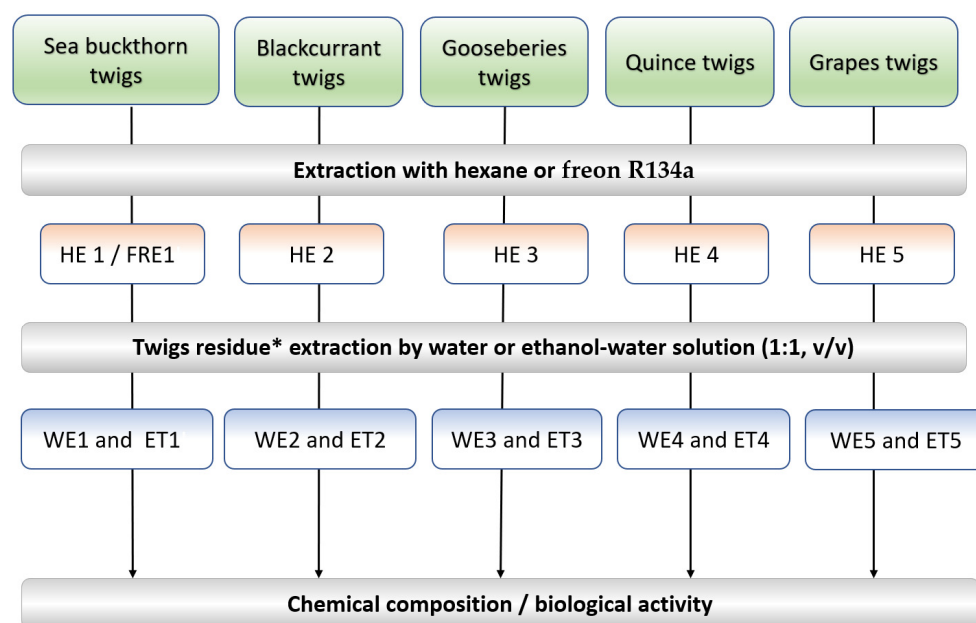 Sea buckthorn
twigs
Blackcurrant
twigs
Gooseberies
twigs
Quince twigs
Grapes twigs
Extraction with hexane or freon R134a
HE 1 / FRE1
HE 2
HE 3
HE 4
HE 5
Twigs residue* extraction by water or ethanol-water solution (1:1, v/v)
WE1 and ET1
WE2 and ET2
WE3 and ET3
WE4 and ET4
WE5 and ET5
Chemical composition / biological activity